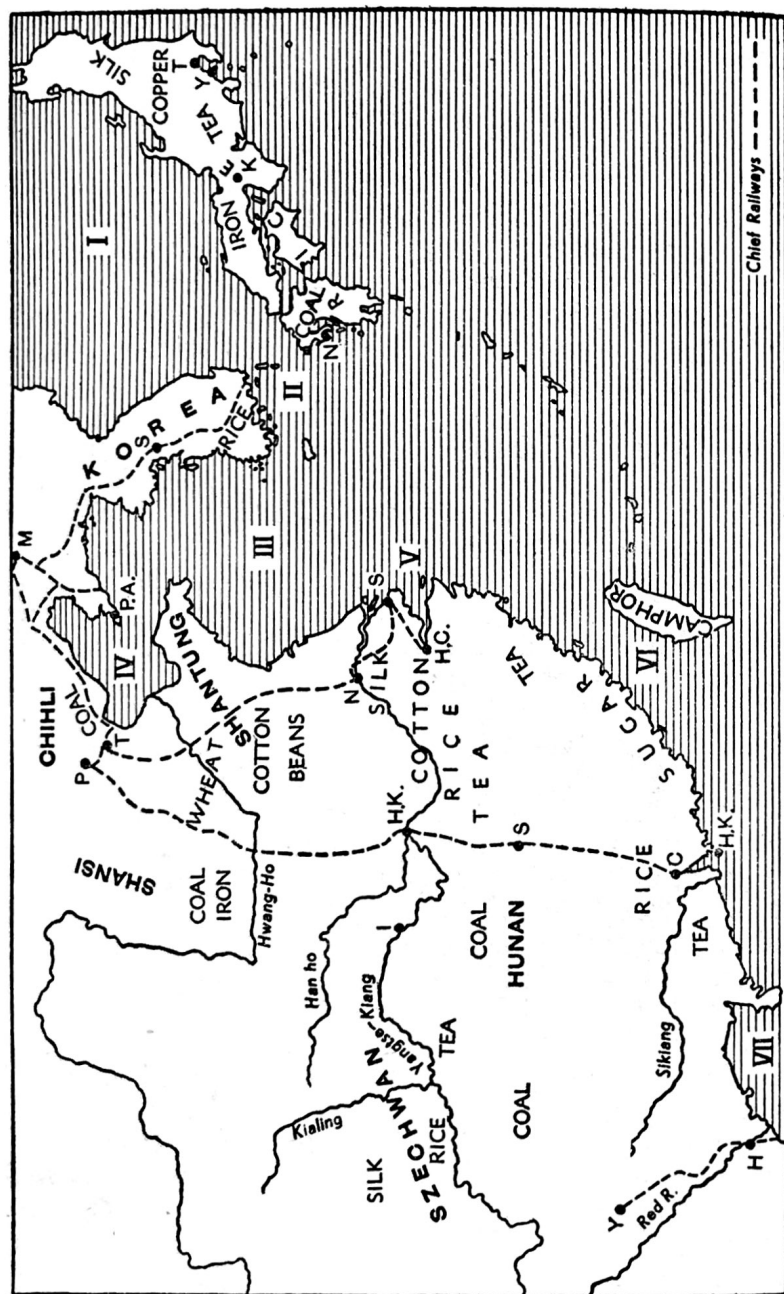 SILK
COPPER
TEA
T
Y
E
K
IRON
C
I
COAL
R
N
I
II
KOREA
S
RICE
M
P.A.
III
IV
CHIHLI
COAL
P
T
SHANTUNG
WHEAT
COTTON
BEANS
SHANSI
COAL
IRON
Hwang-Ho
N
SILK
S
V
H.C.
COTTON
RICE
TEA
H.K.
Han ho
I
Yangtse-Kiang
Kialing
SZECHWAN
SILK
RICE
TEA
COAL
HUNAN
COAL
S
TEA
SUGAR
CAMPHOR
VI
RICE
C
H.K.
Sikiang
TEA
VII
Y
Red R.
H
Chief Railways